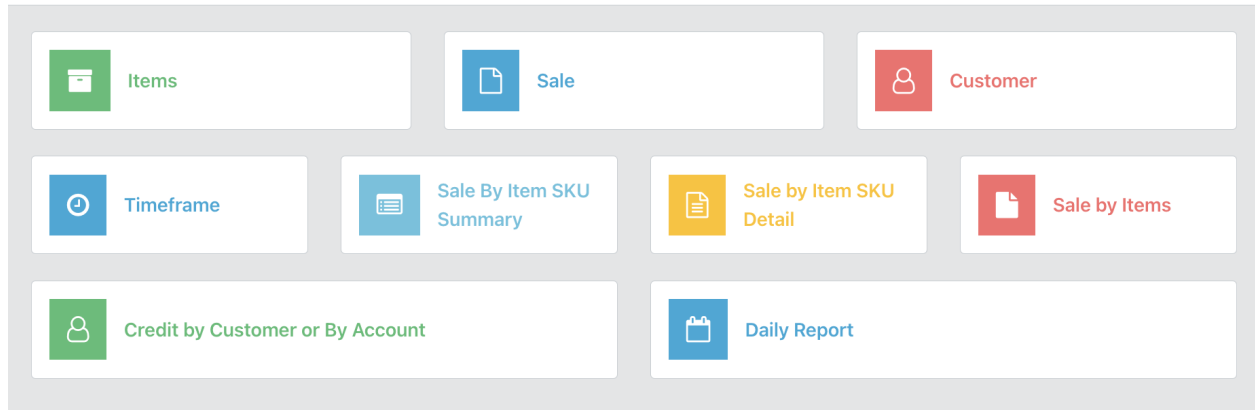 Items
Sale
Customer
Timeframe
Sale By Item SKU
Summary
Sale by Item SKU
Detail
Sale by Items
Credit by Customer or By Account
Daily Report